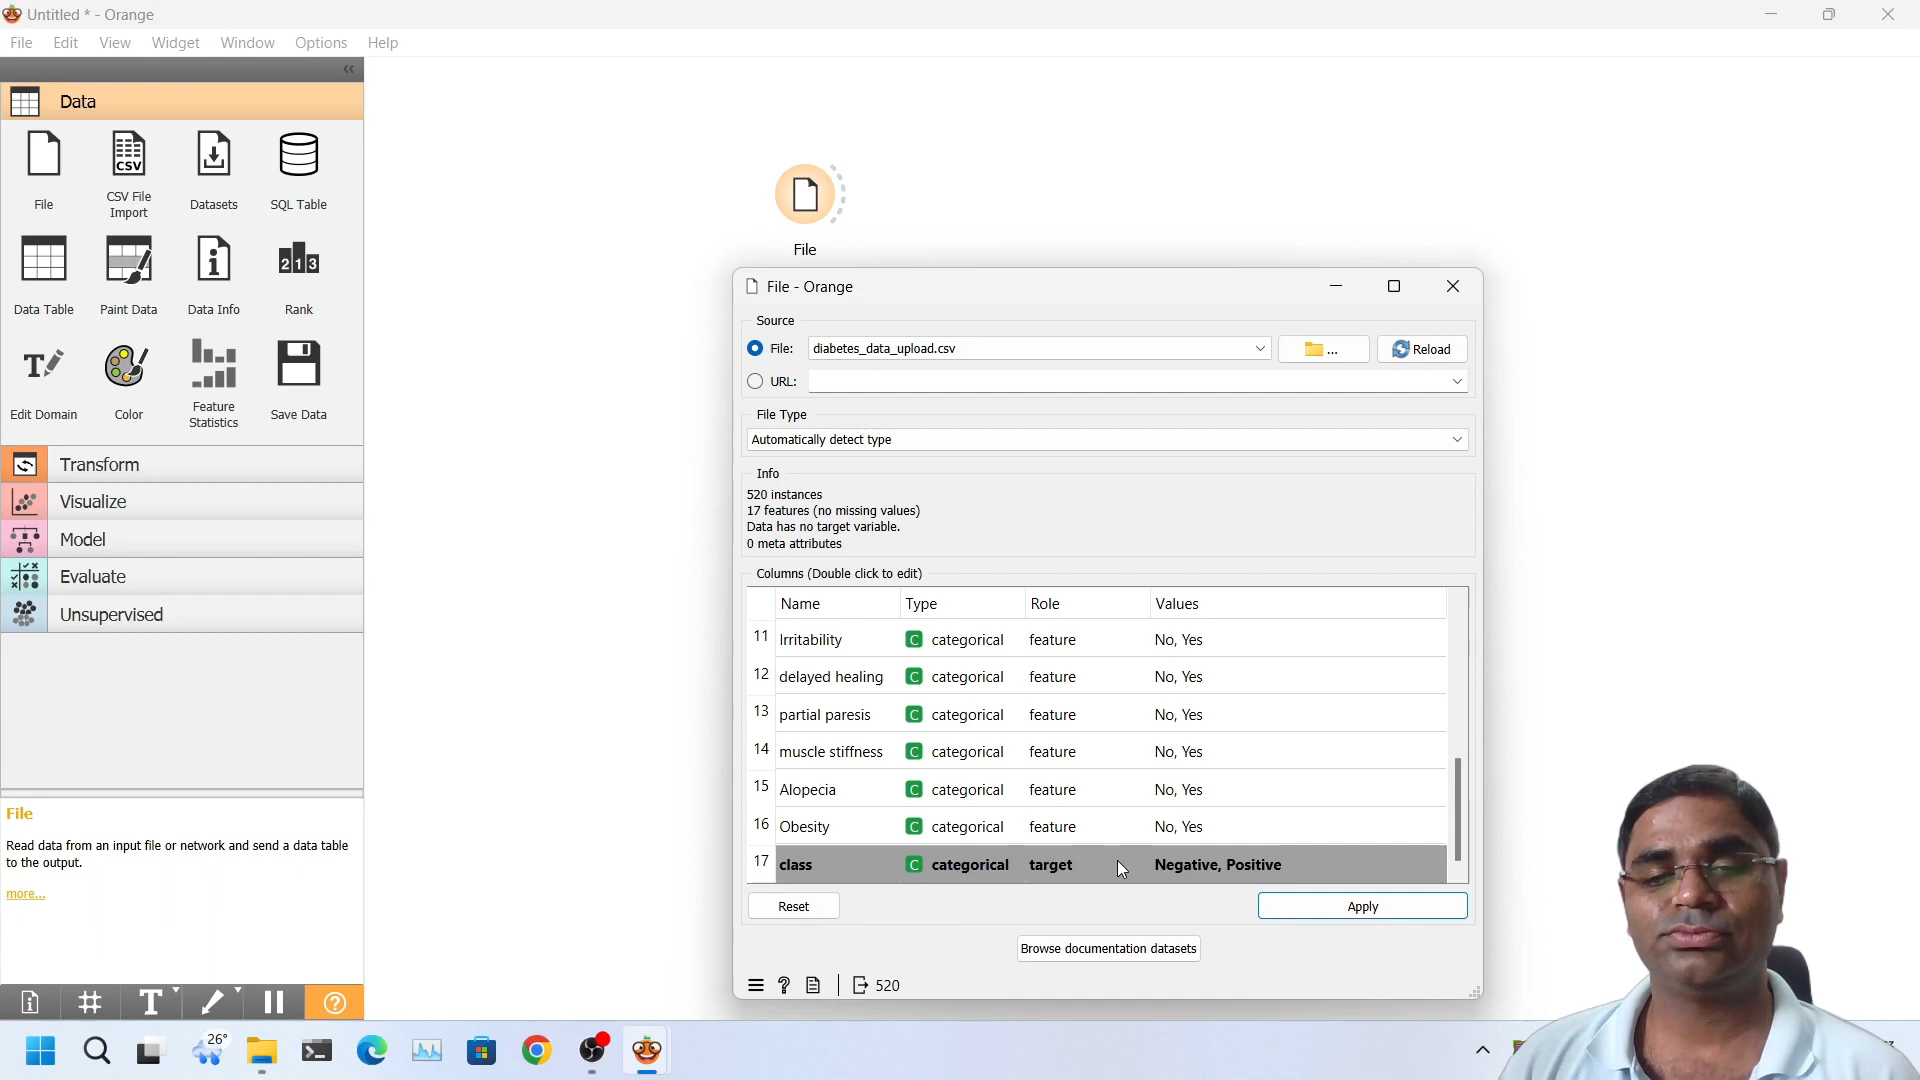 Untitled * - Orange
File Edit View Widget Window Options Help
«
Data
File
CSV
CSV File
Import
Datasets
SQL Table
Data Table
Paint Data
Data Info
213
Rank
Edit Domain
Color
Feature
Statistics
Save Data
Transform
Visualize
Model
Evaluate
Unsupervised
File
Read data from an input file or network and send a data table
to the output.
more...
File
File - Orange
Source
File: diabetes_data_upload.csv ... Reload
URL:
File Type
Automatically detect type
Info
520 instances
17 features (no missing values)
Data has no target variable.
0 meta attributes
Columns (Double click to edit)
Name Type Role Values
11 Irritability C categorical feature No, Yes
12 delayed healing C categorical feature No, Yes
13 partial paresis C categorical feature No, Yes
14 muscle stiffness C categorical feature No, Yes
15 Alopecia C categorical feature No, Yes
16 Obesity C categorical feature No, Yes
17 class C categorical target Negative, Positive
Reset Apply
Browse documentation datasets
? 520
26°